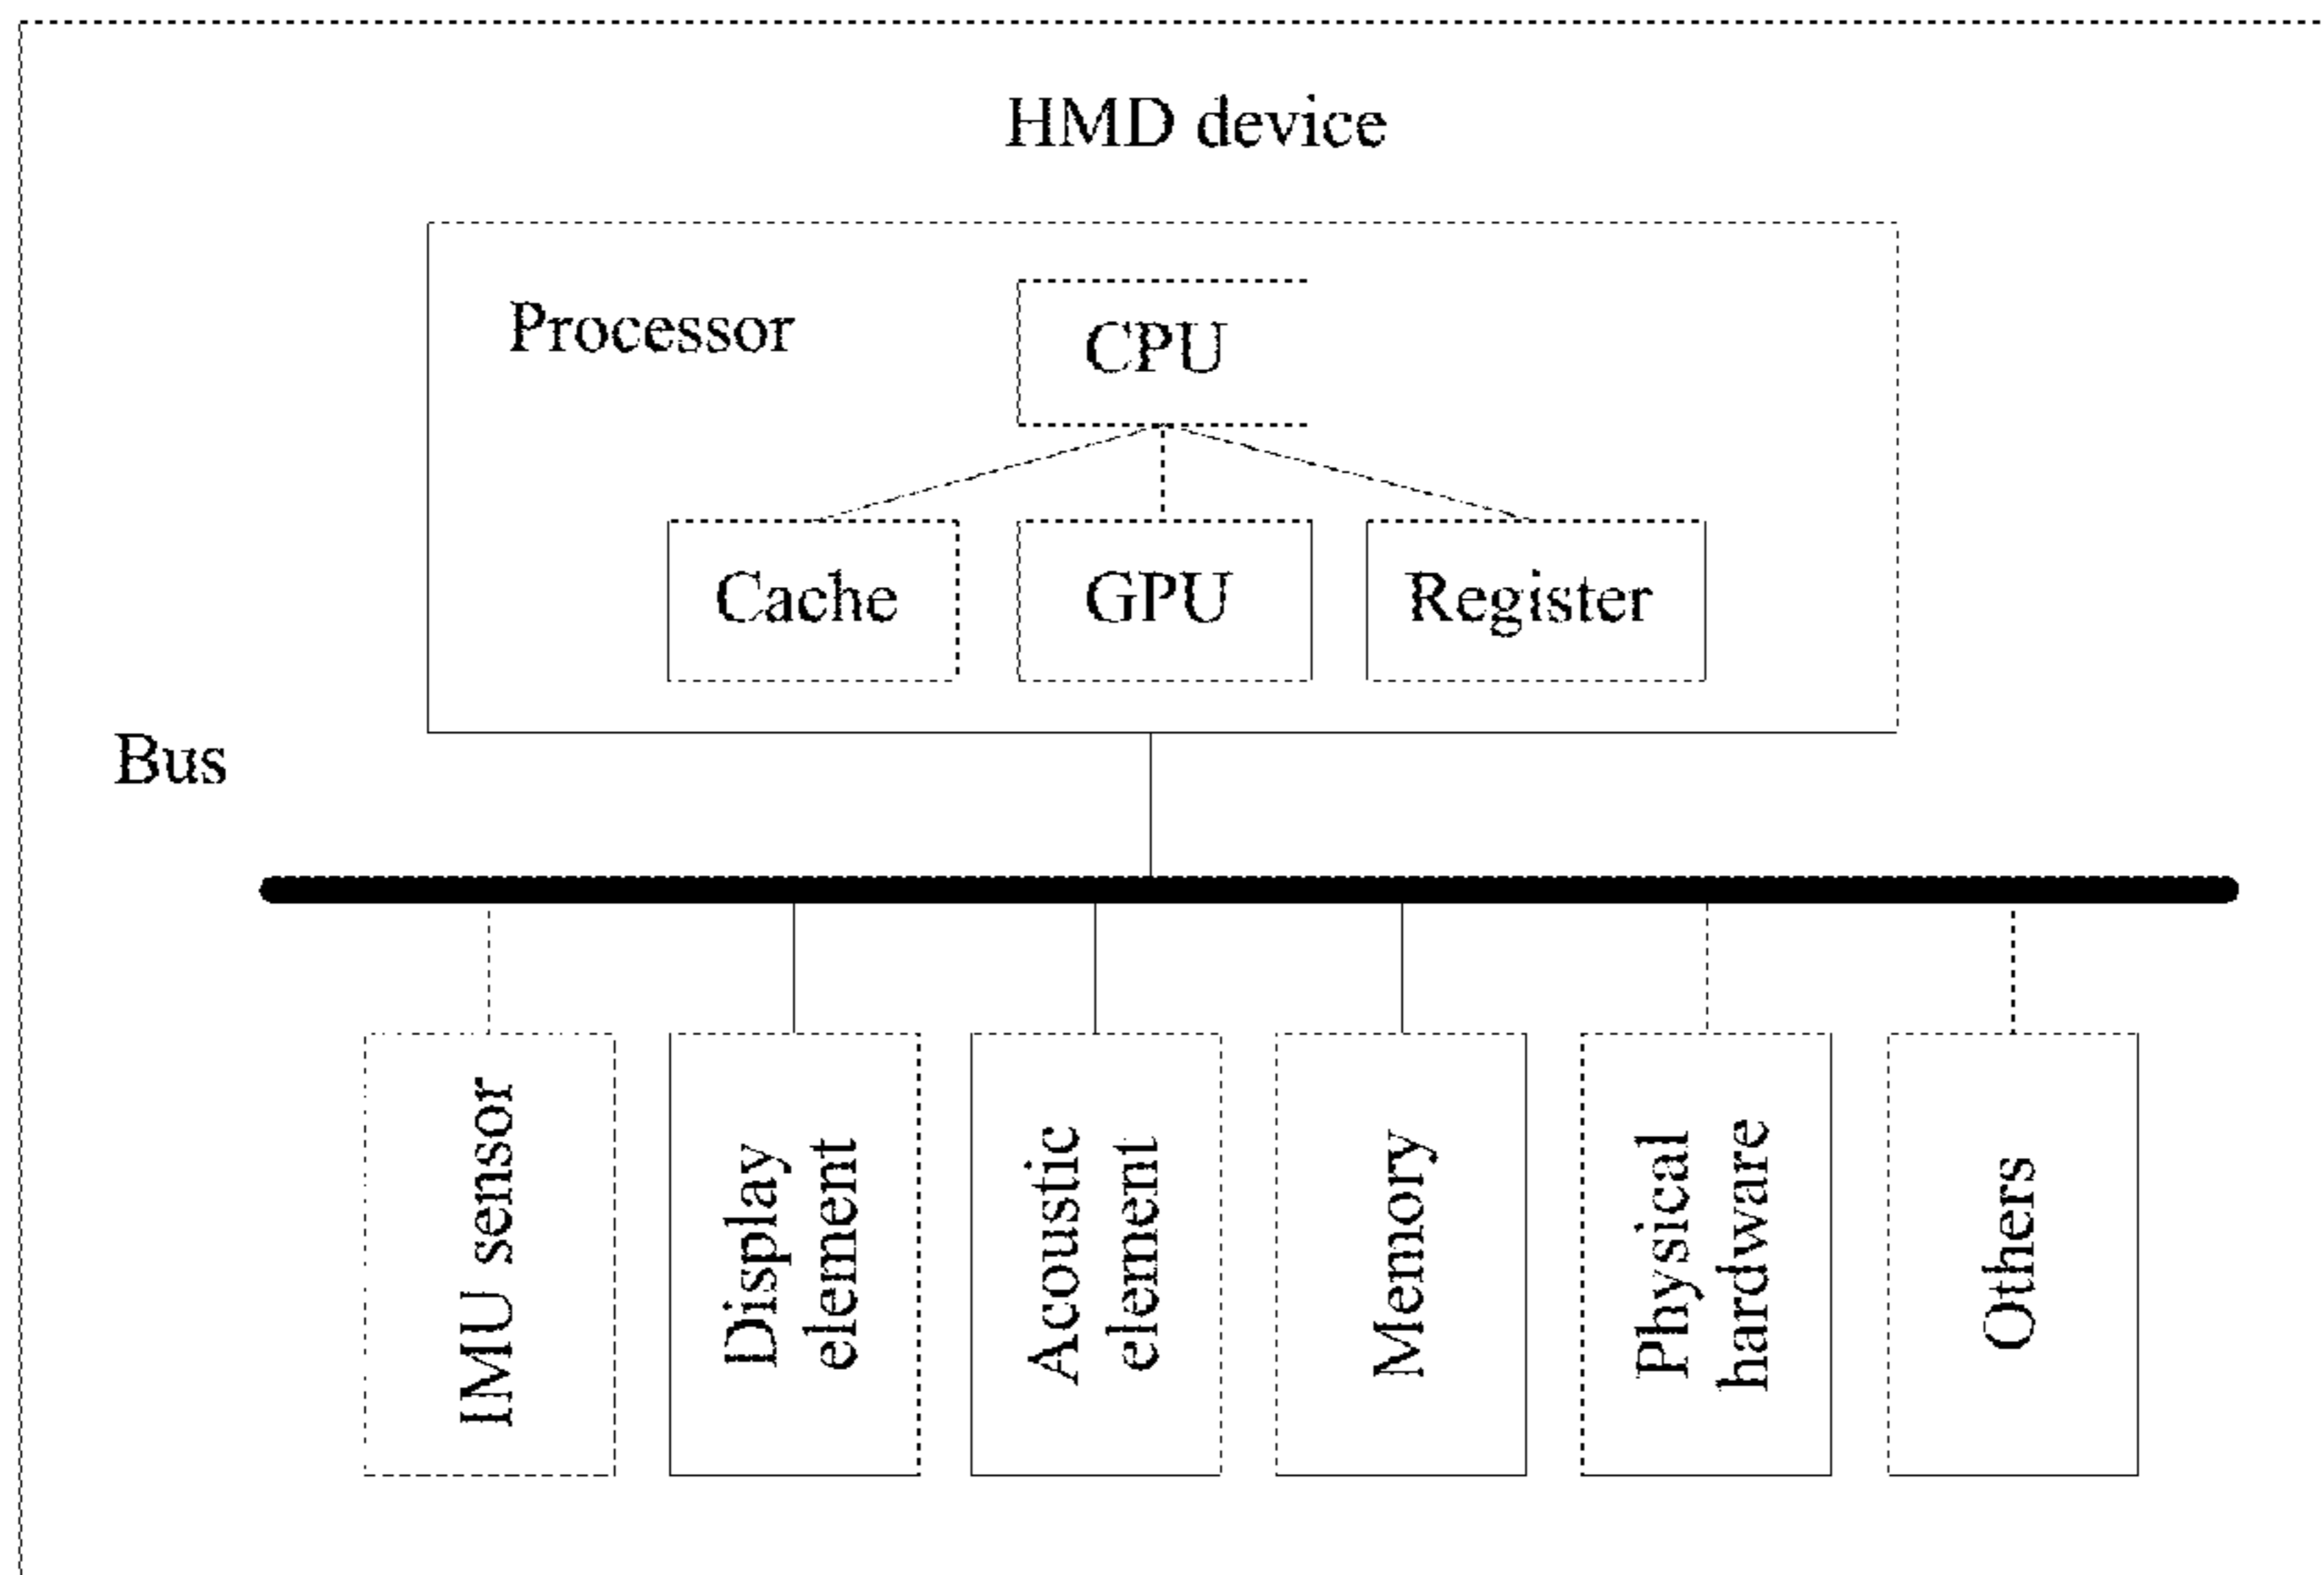 HMD device
Processor
CPU
Cache
GPU
Register
Bus
IMU sensor
Display
element
Acoustic
element
Memory
Physical
hardware
Others